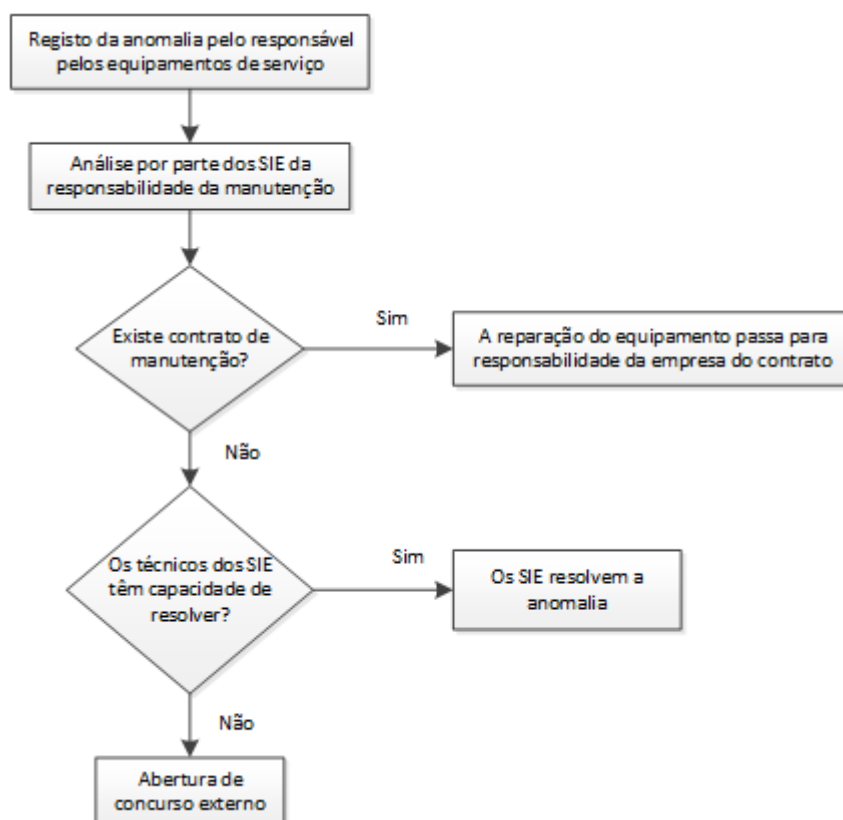 Registo da anomalia pelo responsável
pelos equipamentos de serviço
Análise por parte dos SIE da
responsabilidade da manutenção
Existe contrato de
manutenção?
Sim
A reparação do equipamento passa para
responsabilidade da empresa do contrato
Não
Os técnicos dos SIE
têm capacidade de
resolver?
Sim
Os SIE resolvem a
anomalia
Não
Abertura de
concurso externo